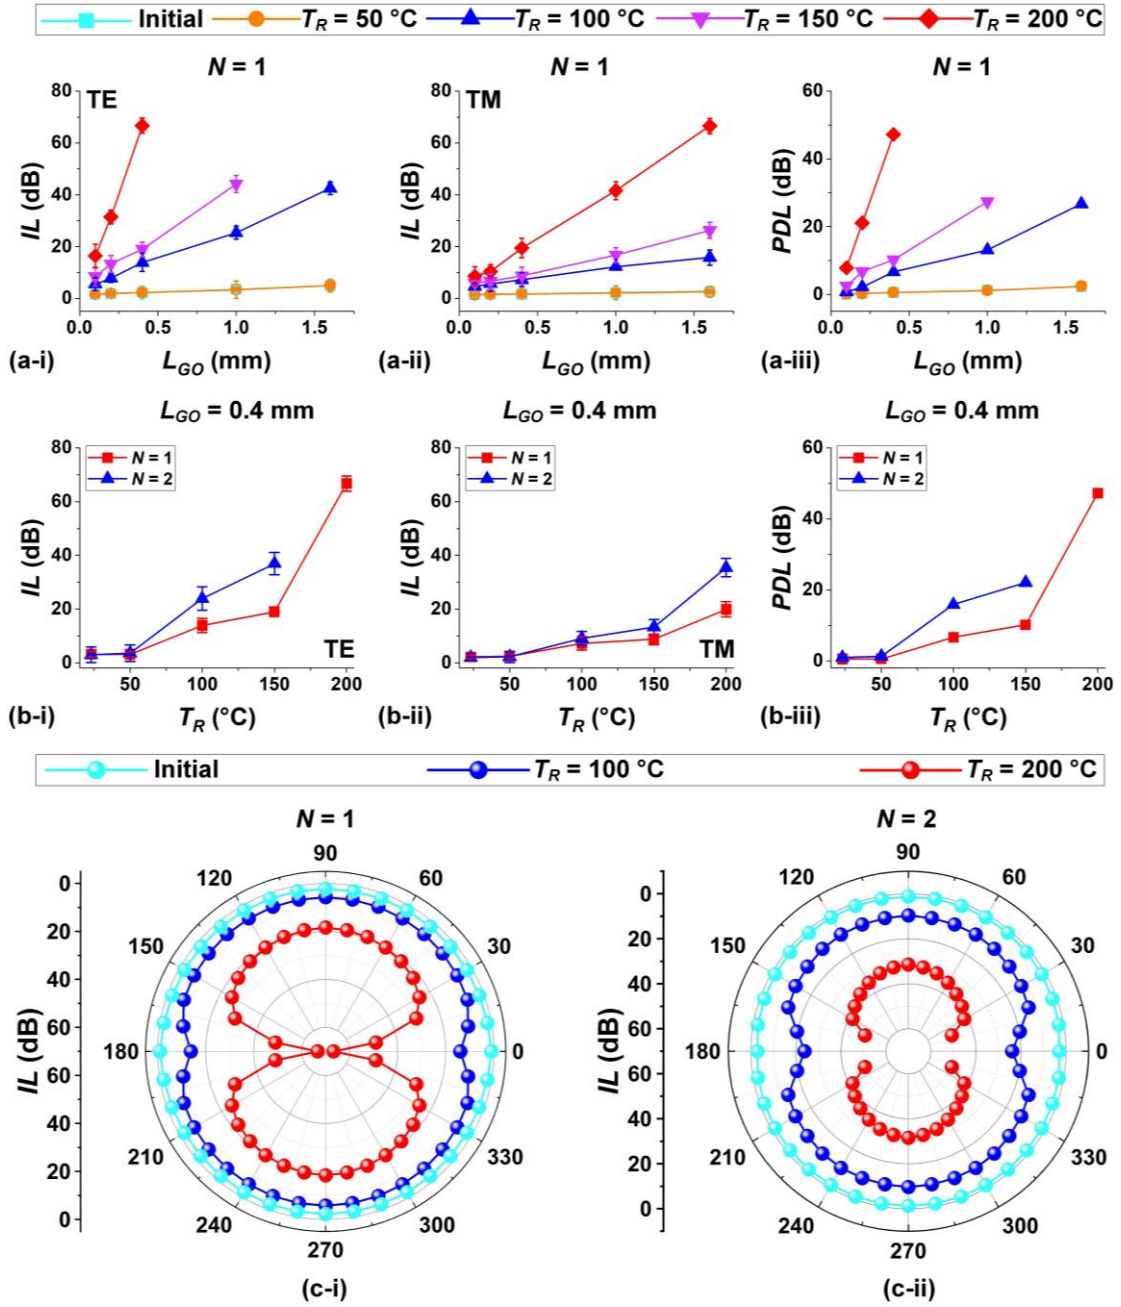 Initial T_R = 50 °C T_R = 100 °C T_R = 150 °C T_R = 200 °C
N = 1 N = 1 N = 1
TE TM
80 80 60
60 60 40
40 40 20
20 20 0
0 0
IL (dB) IL (dB) PDL (dB)
0.0 0.5 1.0 1.5 0.0 0.5 1.0 1.5 0.0 0.5 1.0 1.5
(a-i) L_GO (mm) (a-ii) L_GO (mm) (a-iii) L_GO (mm)
L_GO = 0.4 mm L_GO = 0.4 mm L_GO = 0.4 mm
80 80 60
N = 1 N = 1 N = 1
N = 2 N = 2 N = 2
60 60 40
40 40 20
20 20 0
0 0
IL (dB) IL (dB) PDL (dB)
TE TM
50 100 150 200 50 100 150 200 50 100 150 200
(b-i) T_R (°C) (b-ii) T_R (°C) (b-iii) T_R (°C)
Initial T_R = 100 °C T_R = 200 °C
N = 1 N = 2
0 20 40 60 60 40 20 0
IL (dB)
90 60 30 0 330 300 270 240 210 180 150 120
(c-i)
0 20 40 60 60 40 20 0
IL (dB)
90 60 30 0 330 300 270 240 210 180 150 120
(c-ii)